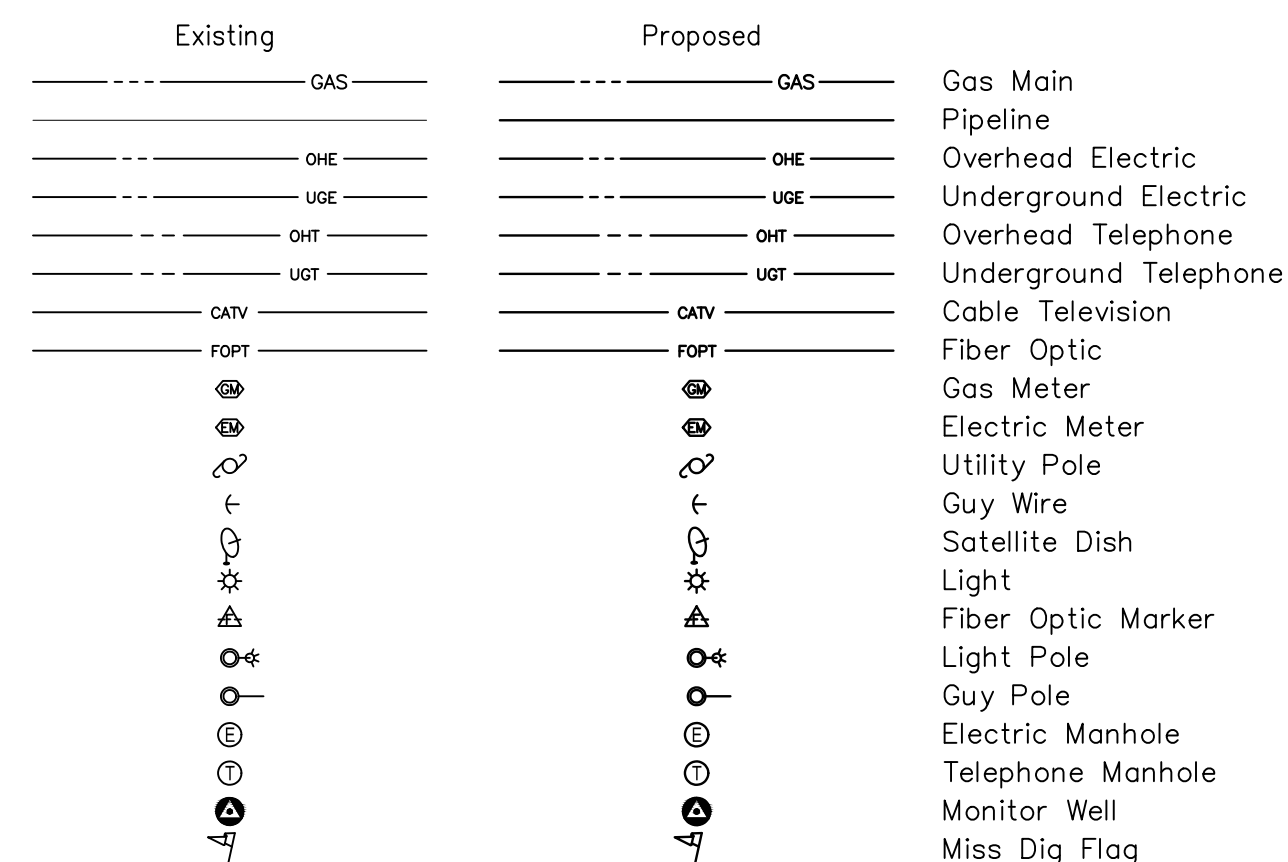 Existing Proposed
GAS GAS Gas Main
Pipeline
OHE OHE Overhead Electric
UGE UGE Underground Electric
OHT OHT Overhead Telephone
UGT UGT Underground Telephone
CATV CATV Cable Television
FOPT FOPT Fiber Optic
GM GM Gas Meter
EM EM Electric Meter
Utility Pole
Guy Wire
Satellite Dish
Light
F F Fiber Optic Marker
Light Pole
Guy Pole
E E Electric Manhole
T T Telephone Manhole
Monitor Well
Miss Dig Flag